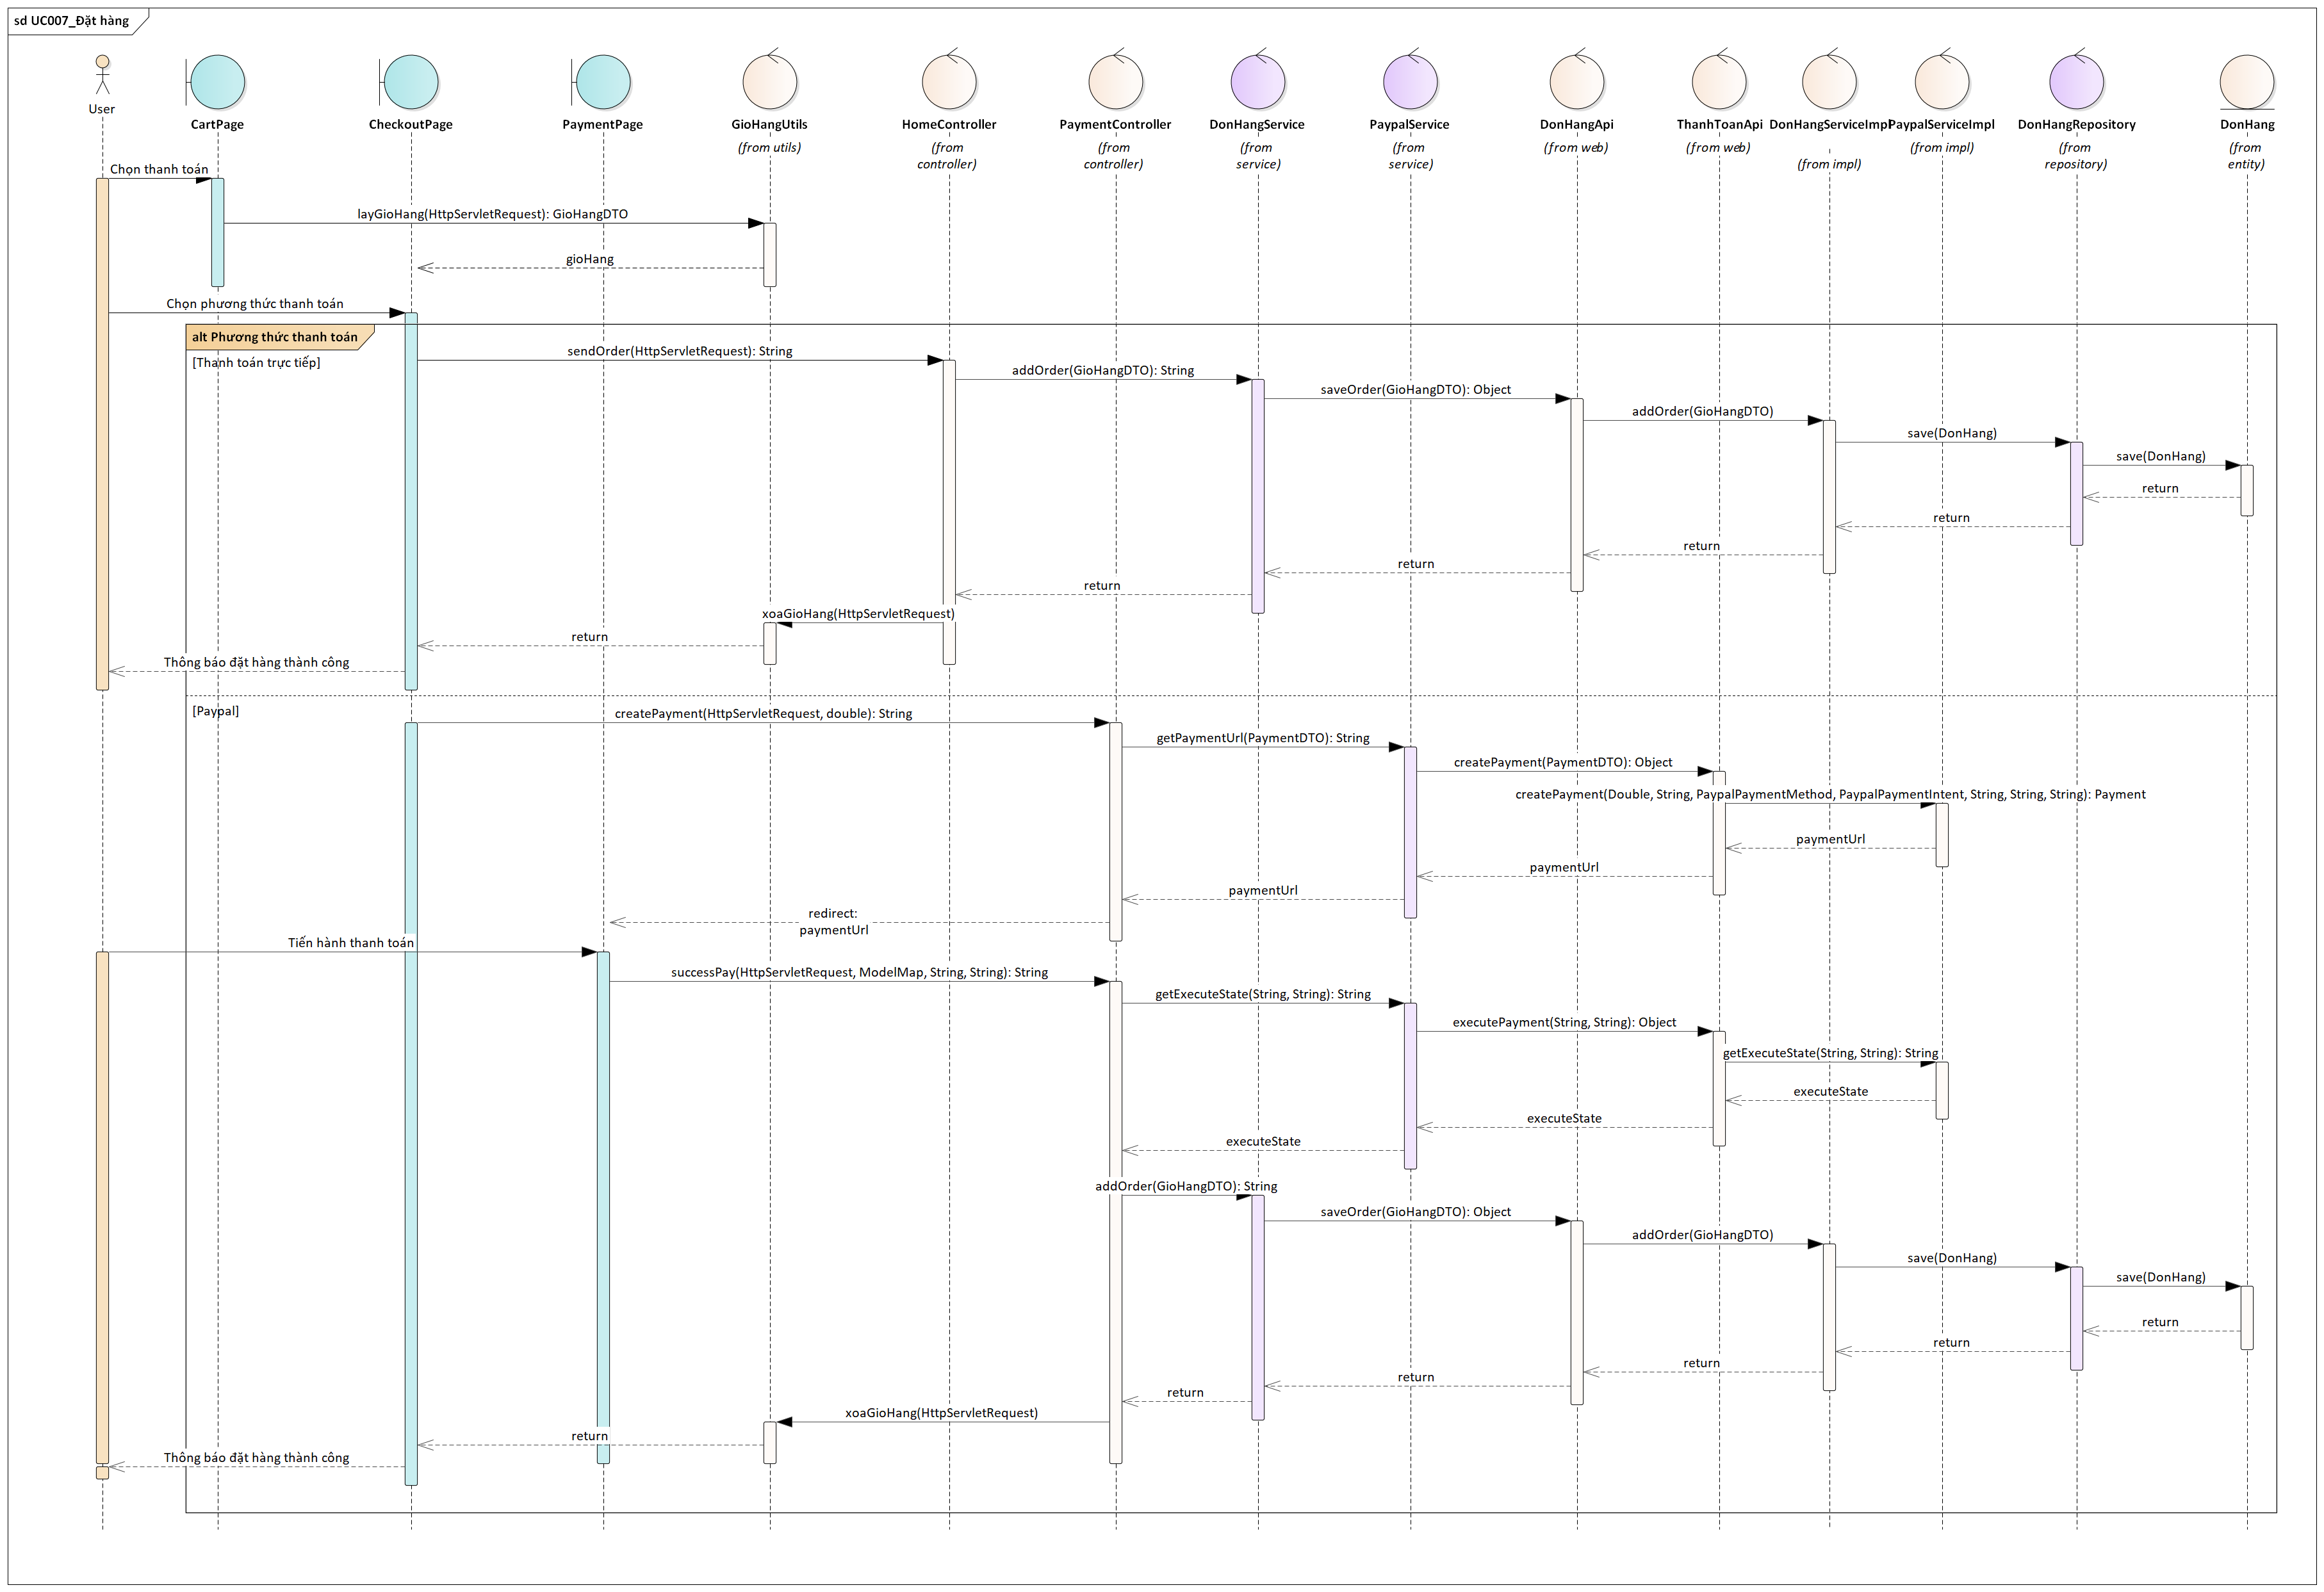 sd UC007_Đặt hàng
User
CartPage
CheckoutPage
PaymentPage
GioHangUtils
(from utils)
HomeController
(from
controller)
PaymentController
(from
controller)
DonHangService
(from
service)
PaypalService
(from
service)
DonHangApi
(from web)
ThanhToanApi
(from web)
DonHangServiceImpl
(from impl)
PaypalServiceImpl
(from impl)
DonHangRepository
(from
repository)
DonHang
(from
entity)
Chọn thanh toán
layGioHang(HttpServletRequest): GioHangDTO
gioHang
Chọn phương thức thanh toán
alt Phương thức thanh toán
[Thanh toán trực tiếp]
sendOrder(HttpServletRequest): String
addOrder(GioHangDTO): String
saveOrder(GioHangDTO): Object
addOrder(GioHangDTO)
save(DonHang)
save(DonHang)
return
return
return
return
return
xoaGioHang(HttpServletRequest)
return
Thông báo đặt hàng thành công
[Paypal]
createPayment(HttpServletRequest, double): String
getPaymentUrl(PaymentDTO): String
createPayment(PaymentDTO): Object
createPayment(Double, String, PaypalPaymentMethod, PaypalPaymentIntent, String, String, String): Payment
paymentUrl
paymentUrl
paymentUrl
redirect:
paymentUrl
Tiến hành thanh toán
successPay(HttpServletRequest, ModelMap, String, String): String
getExecuteState(String, String): String
executePayment(String, String): Object
getExecuteState(String, String): String
executeState
executeState
executeState
addOrder(GioHangDTO): String
saveOrder(GioHangDTO): Object
addOrder(GioHangDTO)
save(DonHang)
save(DonHang)
return
return
return
return
return
xoaGioHang(HttpServletRequest)
return
Thông báo đặt hàng thành công